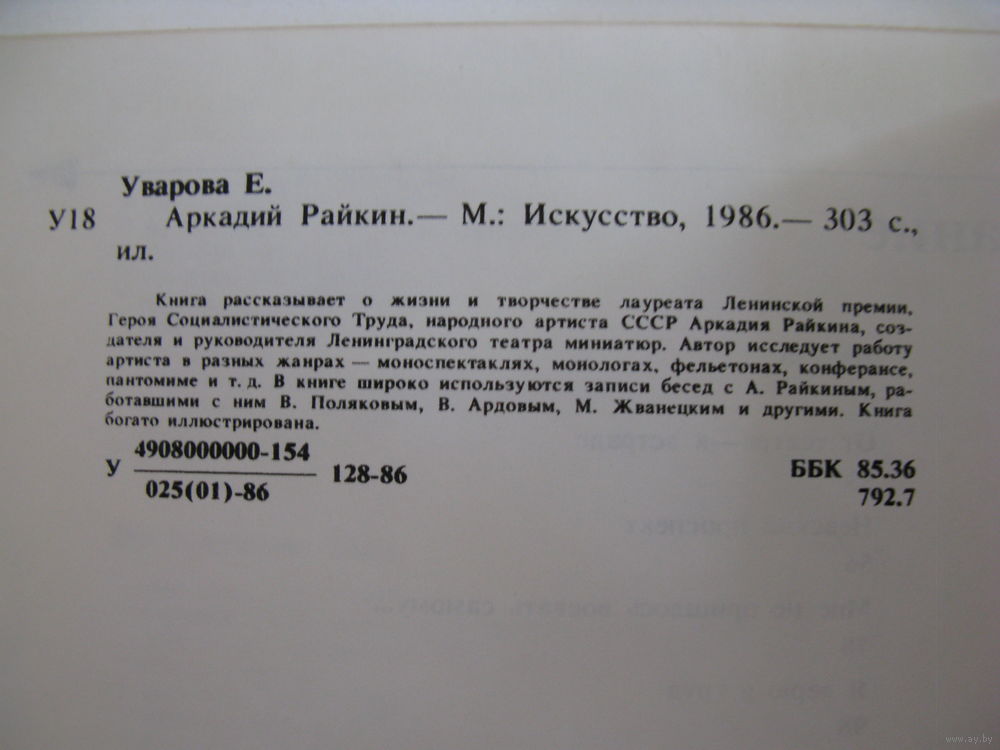 Уварова Е.
У18 Аркадий Райкин.— М.: Искусство, 1986.— 303 с.,
ил.
Книга рассказывает о жизни и творчестве лауреата Ленинской премии,
Героя Социалистического Труда, народного артиста СССР Аркадия Райкина, соз-
дателя и руководителя Ленинградского театра миниатюр. Автор исследует работу
артиста в разных жанрах — моноспектаклях, монологах, фельетонах, конферансе,
пантомиме и т. д. В книге широко используются записи бесед с А. Райкиным, ра-
ботавшими с ним В. Поляковым, В. Ардовым, М. Жванецким и другими. Книга
богато иллюстрирована.
У 4908000000-154
025(01)-86
128-86
ББК 85.36
792.7
www.ay.by